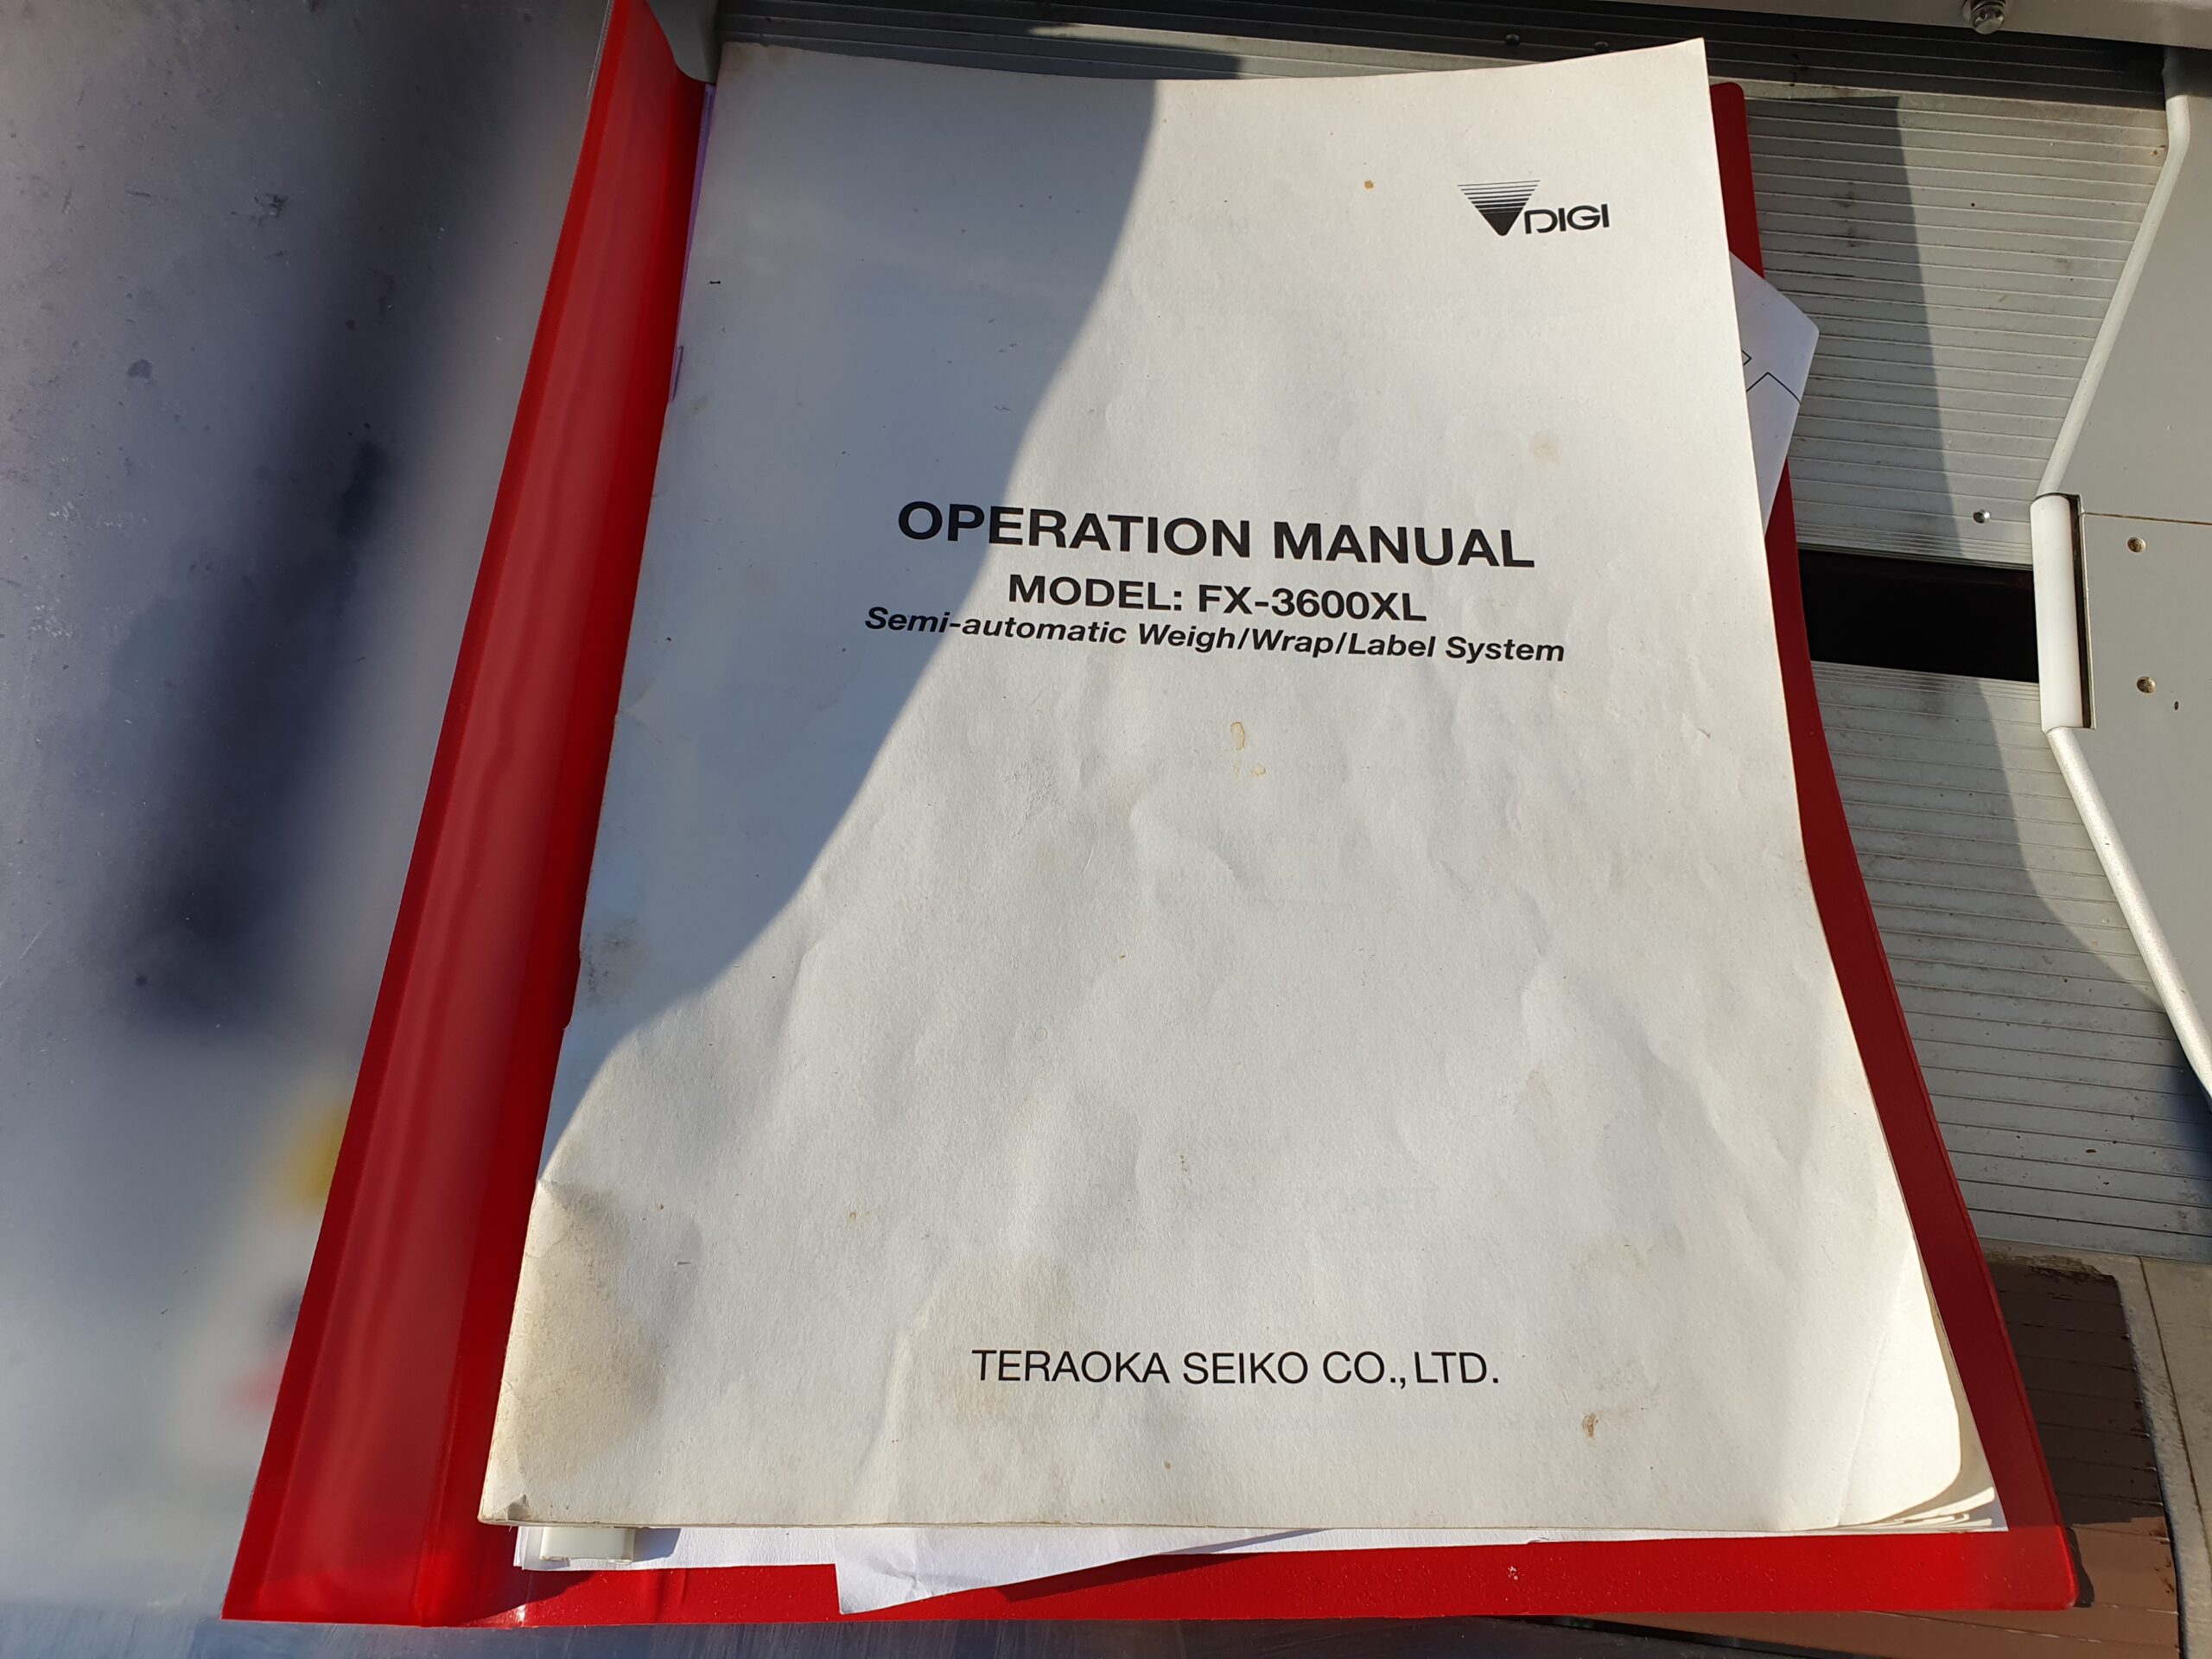 DIGI
OPERATION MANUAL
MODEL: FX-3600XL
Semi-automatic Weigh/Wrap/Label System
TERAOKA SEIKO CO., LTD.